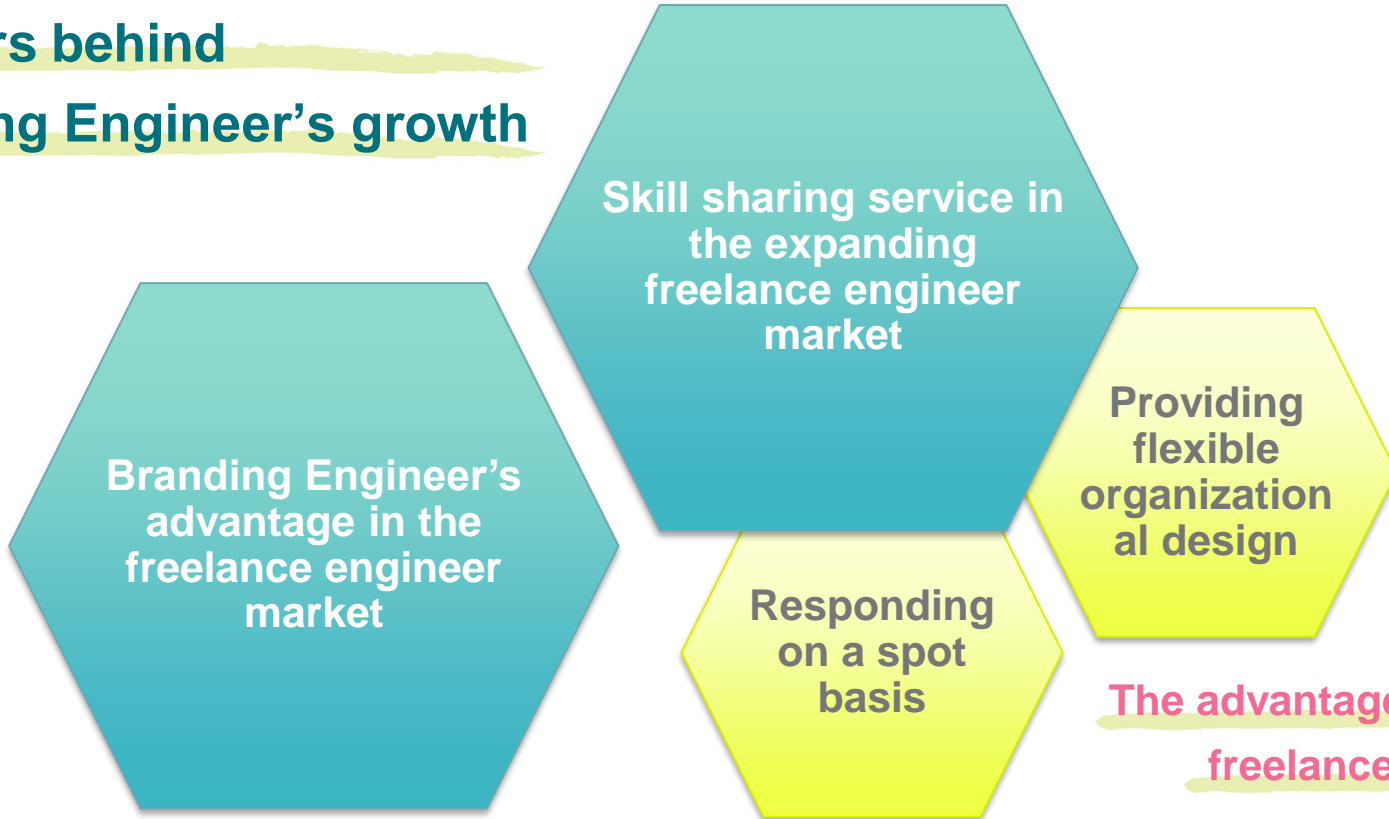 rs behind
ng Engineer’s growth
Skill sharing service in
the expanding
freelance engineer
market
Branding Engineer’s
advantage in the
freelance engineer
market
Providing
flexible
organization
al design
Responding
on a spot
basis
The advantage
freelance